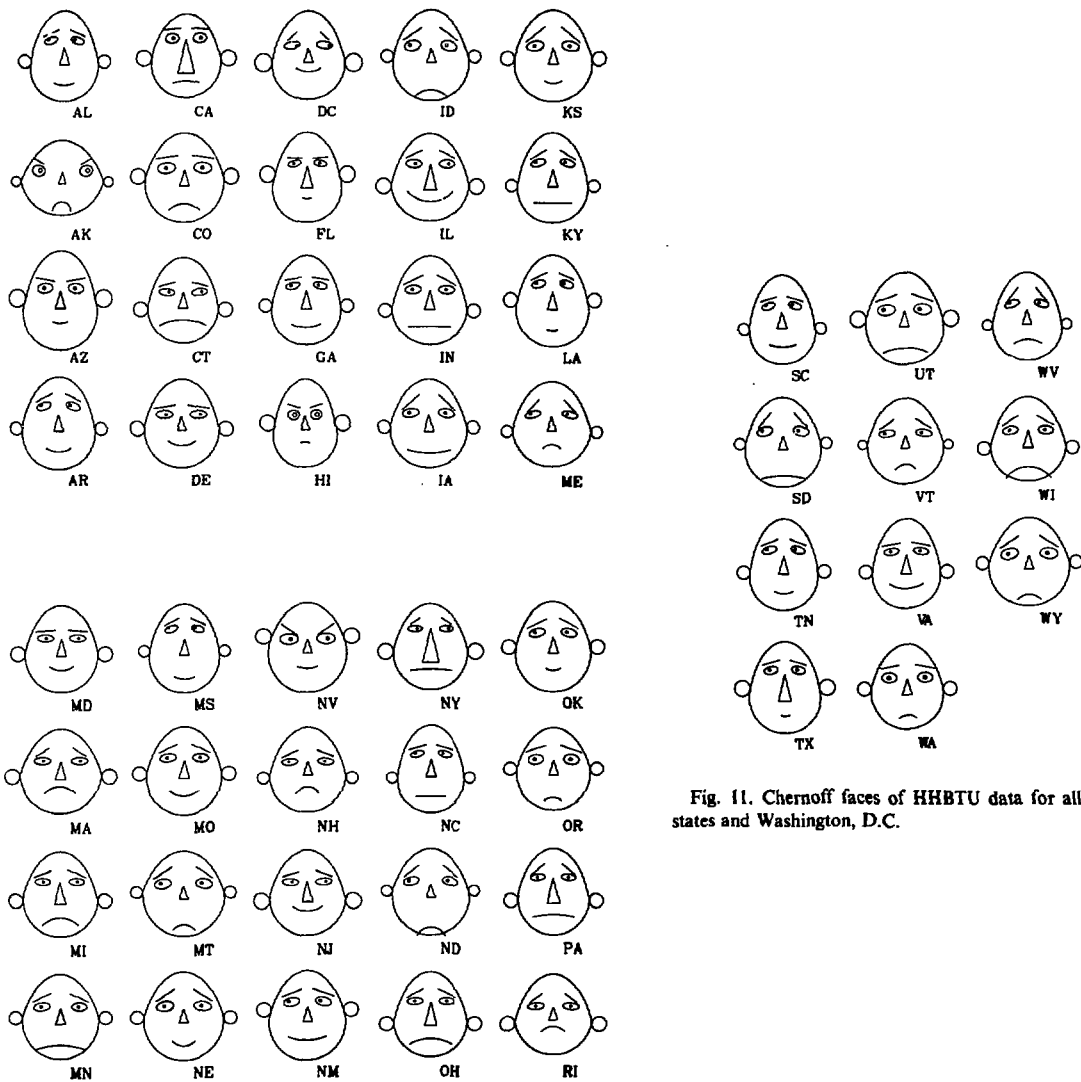 AL CA DC ID KS
AK CO FL IL KY
AZ CT GA IN LA
AR DE HI IA ME
MD MS NV NY OK
MA MO NH NC OR
MI MT NJ ND PA
MN NE NM OH RI
SC UT WV
SD VT WI
TN VA WY
TX WA
Fig. 11. Chernoff faces of HHBTU data for all
states and Washington, D.C.